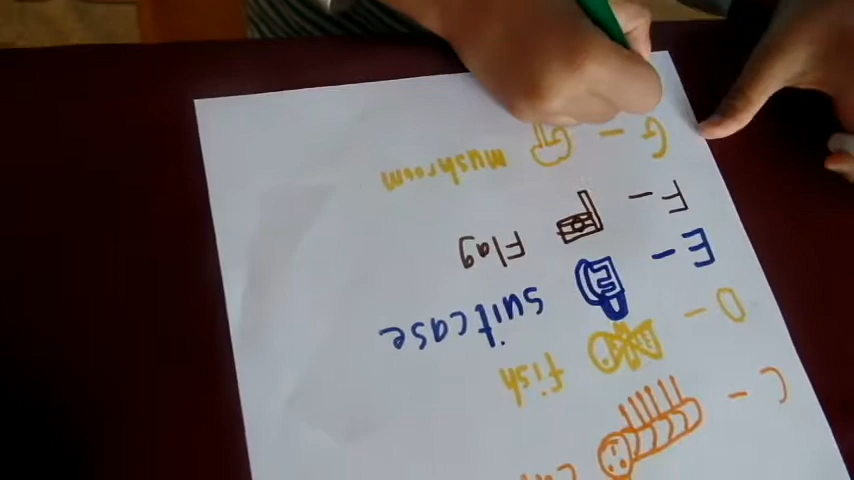 C -
D - fish
E - suitcase
F - Flag
G - mushroom